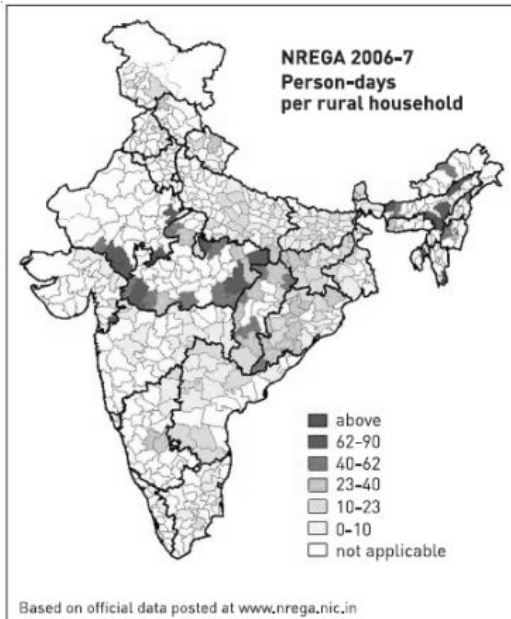 NREGA 2006-7
Person-days
per rural household
above
62-90
40-62
23-40
10-23
0-10
not applicable
Based on official data posted at www.nrega.nic.in